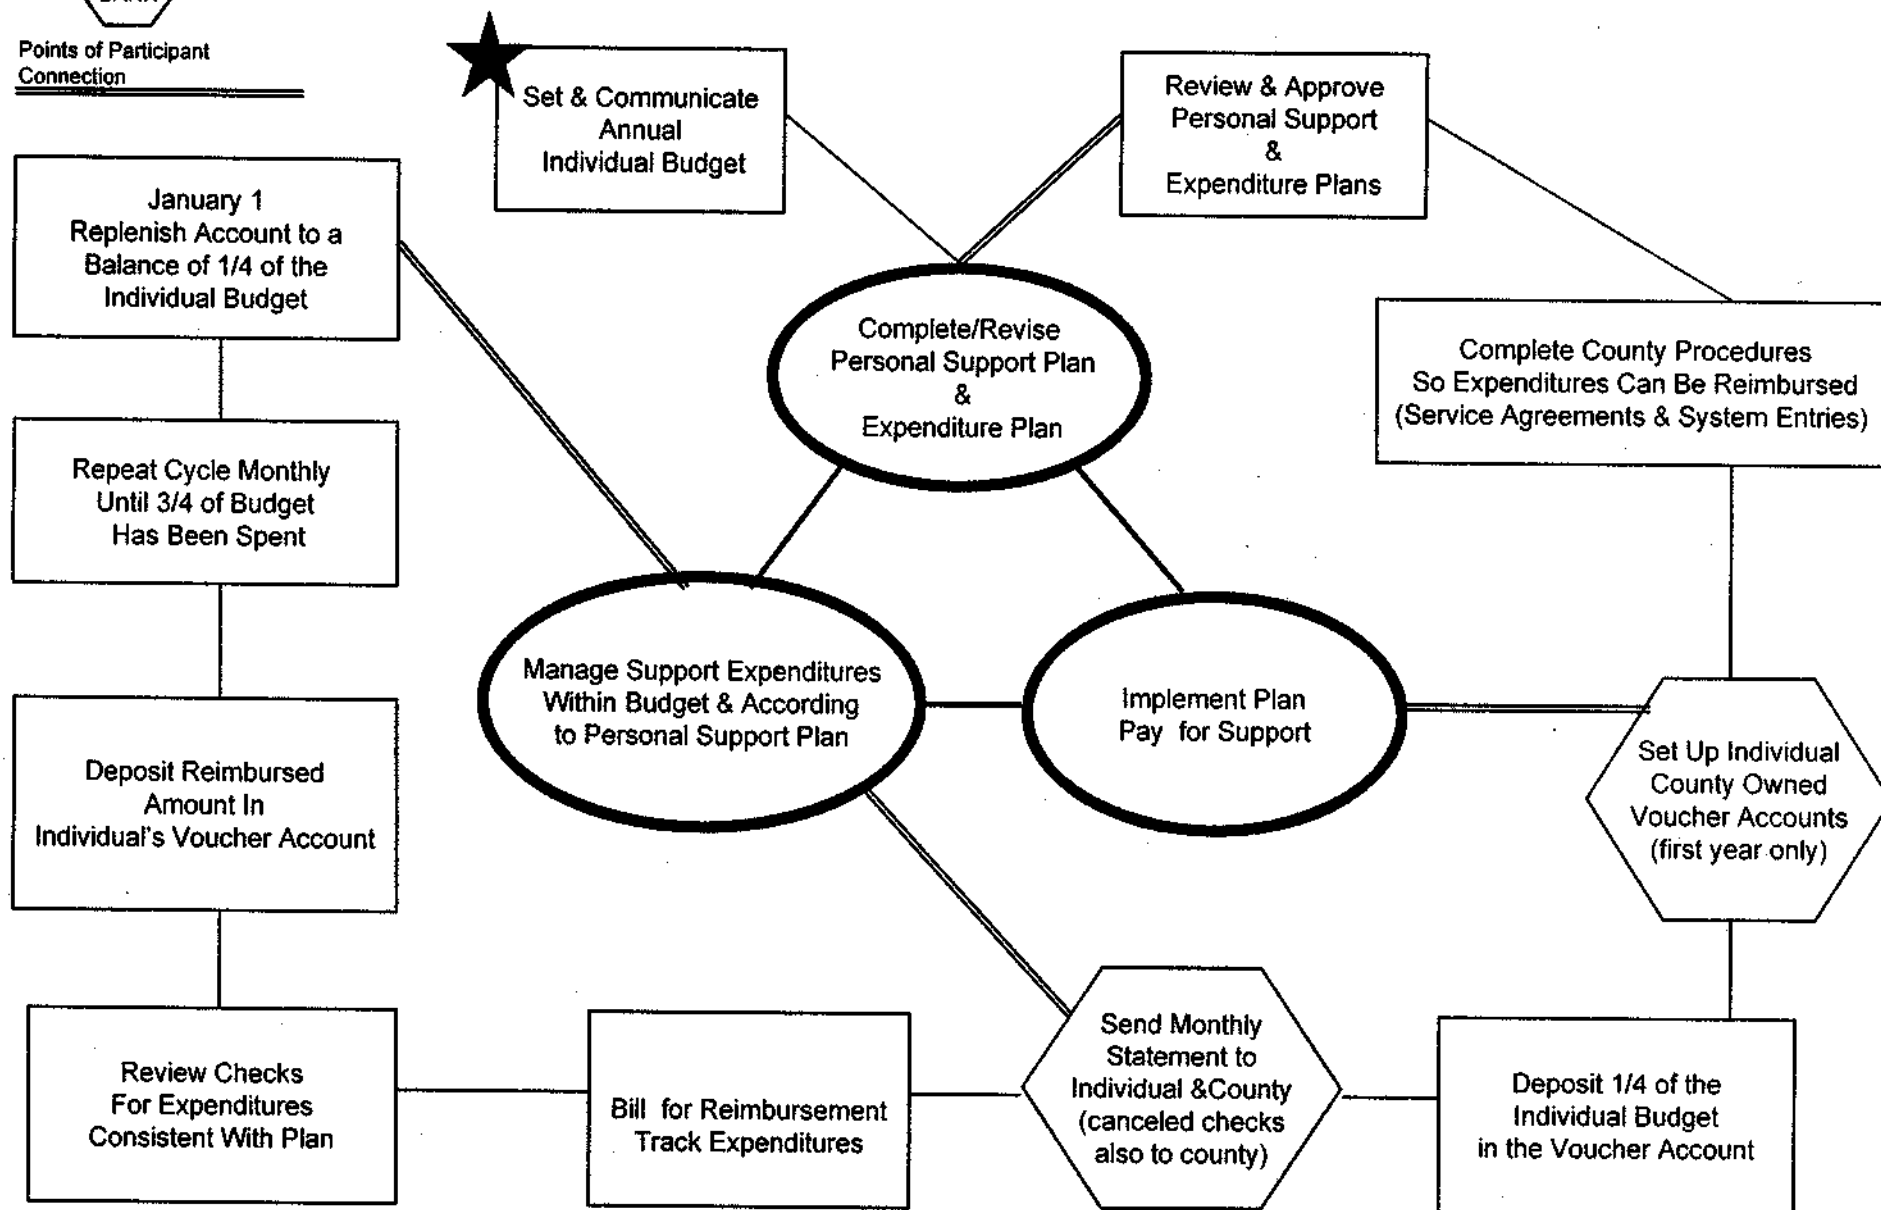 Points of Participant
Connection
Set & Communicate
Annual
Individual Budget
Review & Approve
Personal Support
&
Expenditure Plans
January 1
Replenish Account to a
Balance of 1/4 of the
Individual Budget
Complete/Revise
Personal Support Plan
&
Expenditure Plan
Complete County Procedures
So Expenditures Can Be Reimbursed
(Service Agreements & System Entries)
Repeat Cycle Monthly
Until 3/4 of Budget
Has Been Spent
Manage Support Expenditures
Within Budget & According
to Personal Support Plan
Implement Plan
Pay for Support
Set Up Individual
County Owned
Voucher Accounts
(first year only)
Deposit Reimbursed
Amount In
Individual's Voucher Account
Review Checks
For Expenditures
Consistent With Plan
Bill for Reimbursement
Track Expenditures
Send Monthly
Statement to
Individual &County
(canceled checks
also to county)
Deposit 1/4 of the
Individual Budget
in the Voucher Account